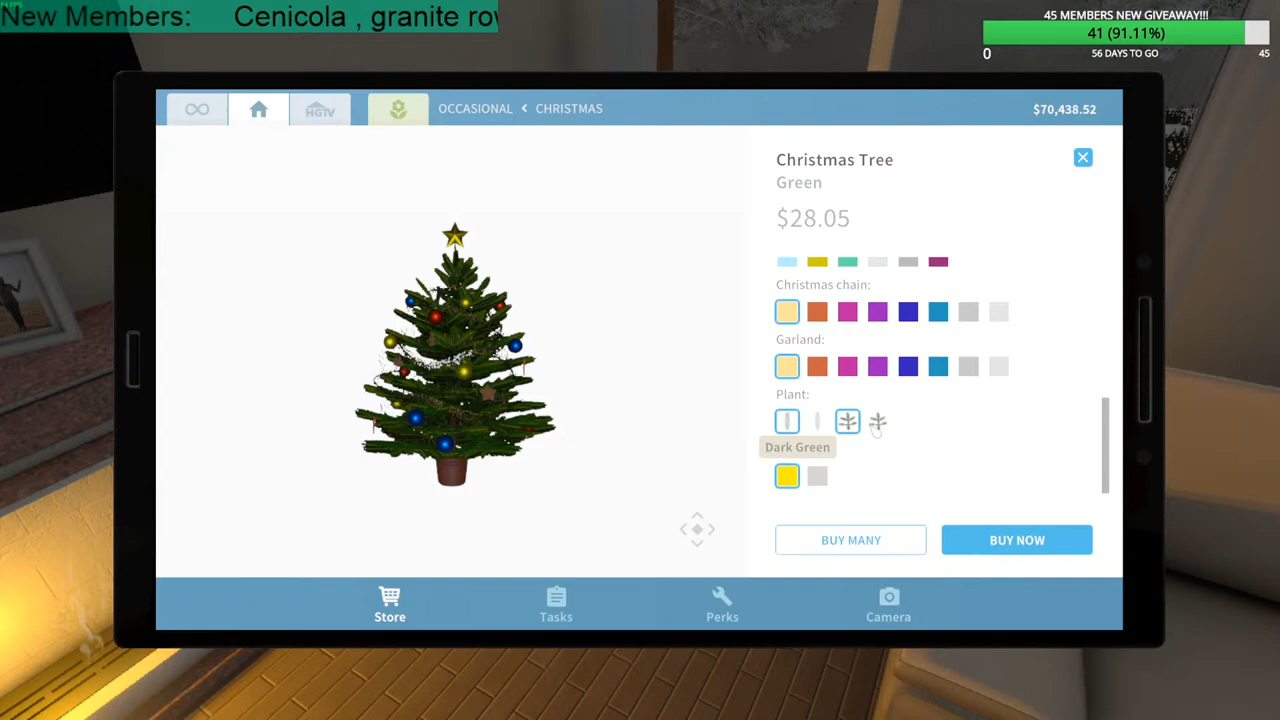 New Members: Cenicola , granite rov
45 MEMBERS NEW GIVEAWAY!!!
41 (91.11%)
0 56 DAYS TO GO 45
HGTV
OCCASIONAL < CHRISTMAS
$70,438.52
Christmas Tree
Green
$28.05
Christmas chain:
Garland:
Plant:
Dark Green
BUY MANY
BUY NOW
Store
Tasks
Perks
Camera